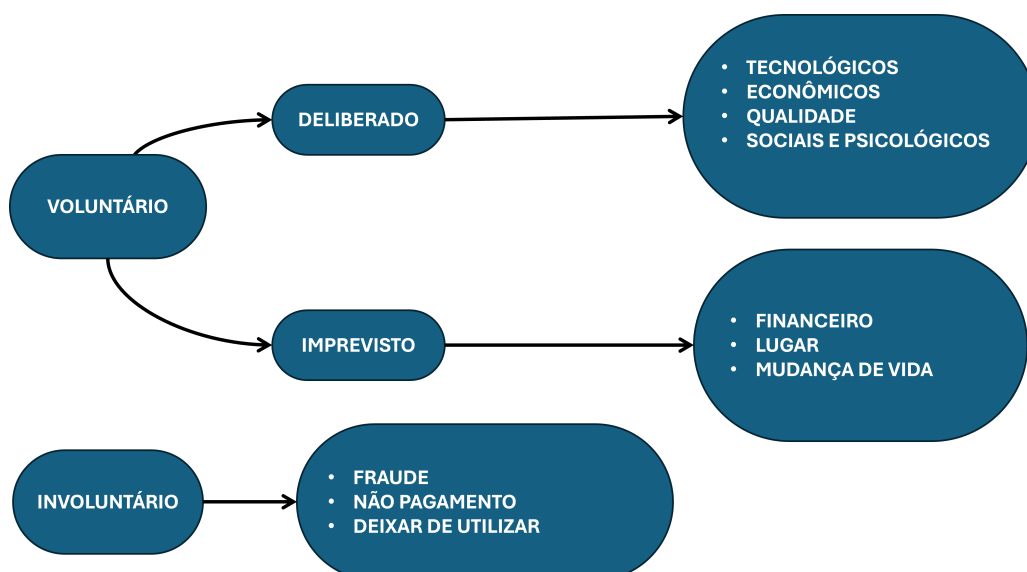 VOLUNTÁRIO
DELIBERADO
• TECNOLÓGICOS
• ECONÔMICOS
• QUALIDADE
• SOCIAIS E PSICOLÓGICOS
IMPREVISTO
• FINANCEIRO
• LUGAR
• MUDANÇA DE VIDA
INVOLUNTÁRIO
• FRAUDE
• NÃO PAGAMENTO
• DEIXAR DE UTILIZAR